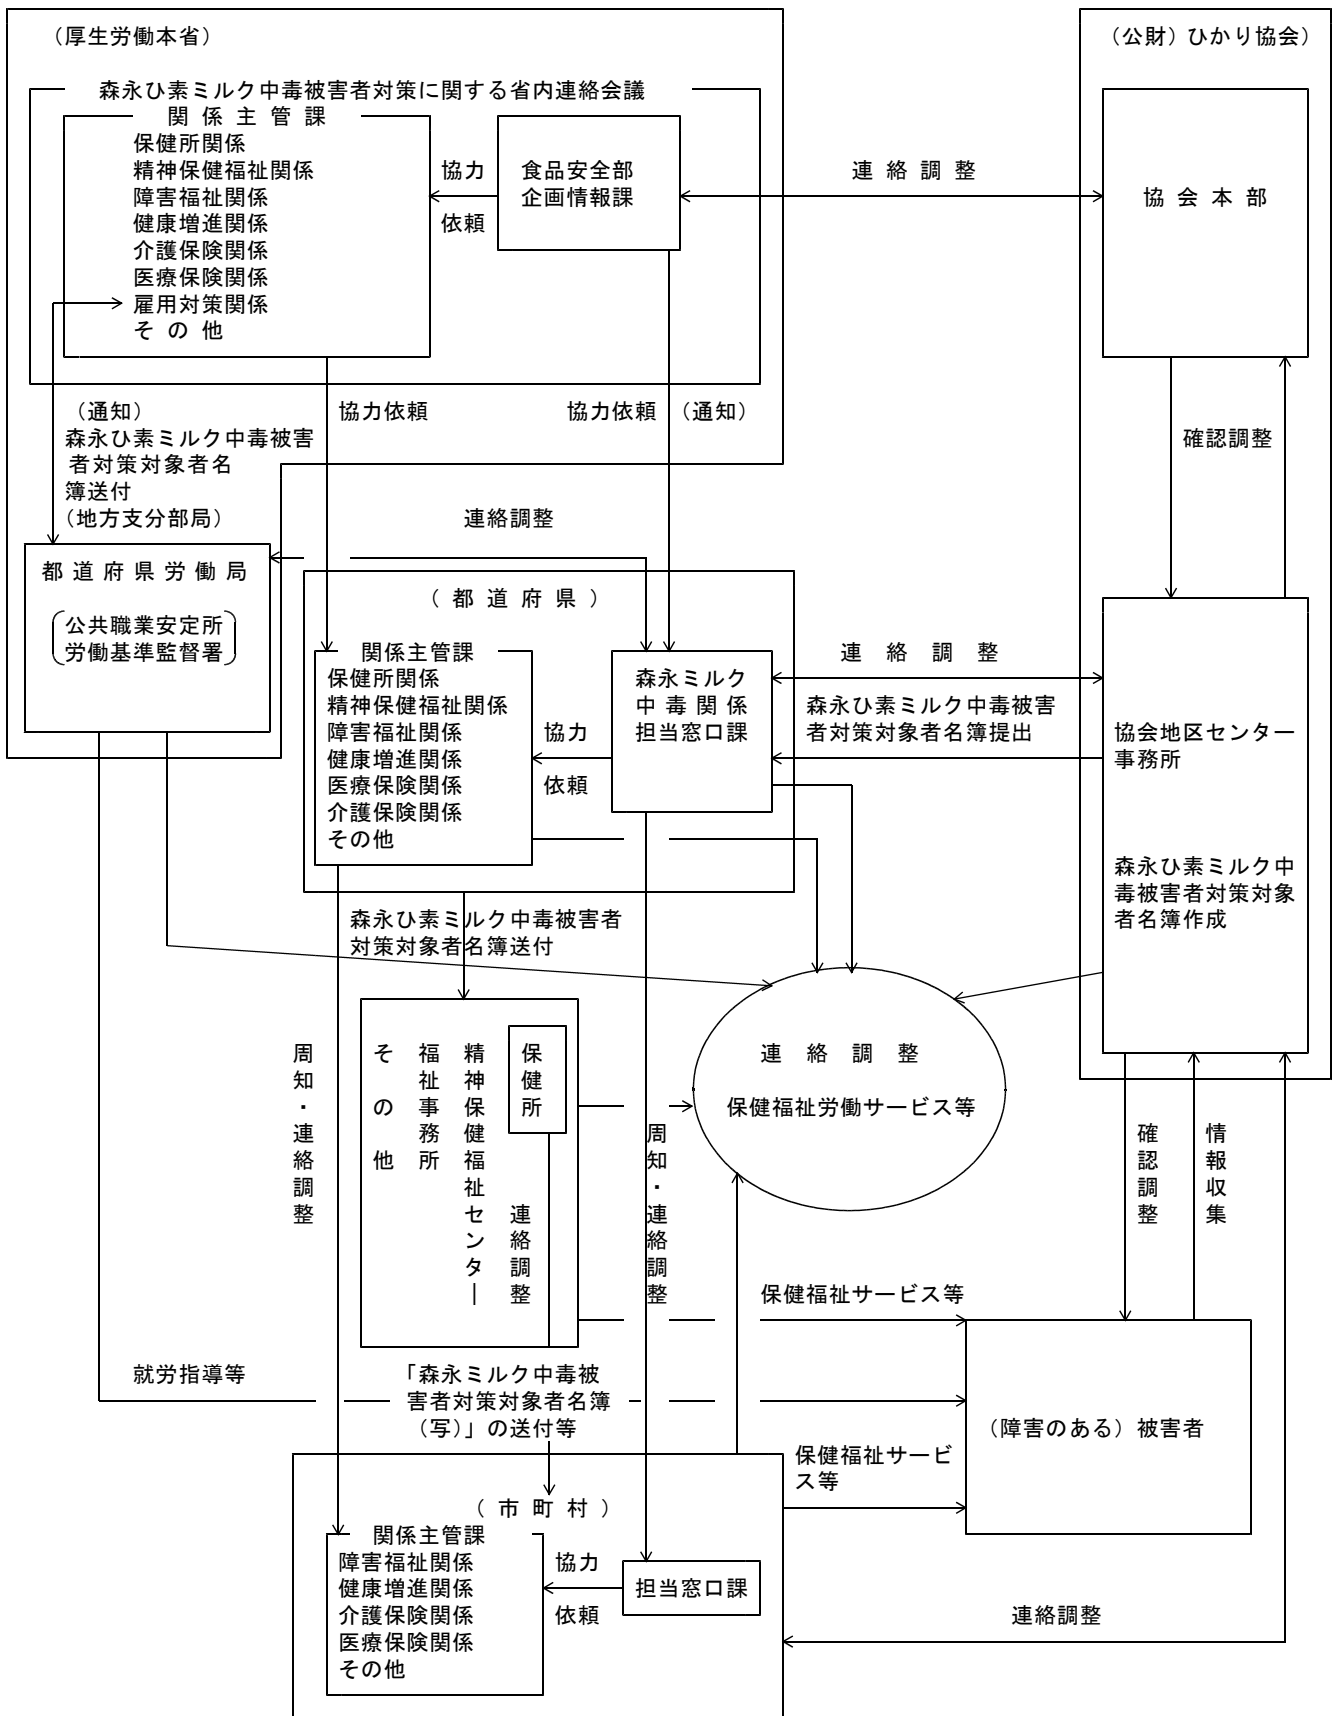 （厚生労働本省）
森永ひ素ミルク中毒被害者対策に関する省内連絡会議
関 係 主 管 課
保健所関係
精神保健福祉関係
障害福祉関係
健康増進関係
介護保険関係
医療保険関係
雇用対策関係
そ の 他
協力
依頼
食品安全部
企画情報課
連 絡 調 整
（公財）ひかり協会）
協 会 本 部
（通知）
森永ひ素ミルク中毒被害
者対策対象者名
簿送付
（地方支分部局）
協力依頼
協力依頼 （通知）
確認調整
連絡調整
都 道 府 県 労 働 局
公共職業安定所
労働基準監督署
（ 都 道 府 県 ）
関係主管課
保健所関係
精神保健福祉関係
障害福祉関係
健康増進関係
医療保険関係
介護保険関係
その他
協力
依頼
森永ミルク
中 毒 関 係
担当窓口課
連 絡 調 整
森永ひ素ミルク中毒被害
者対策対象者名簿提出
協会地区センター
事務所
森永ひ素ミルク中
毒被害者対策対象
者名簿作成
森永ひ素ミルク中毒被害者
対策対象者名簿送付
周知・連絡調整
保健所
精神保健福祉センター
福祉事務所
その他
連絡調整
周知・連絡調整
連 絡 調 整
保健福祉労働サービス等
確認調整
情報収集
保健福祉サービス等
就労指導等
「森永ミルク中毒被
害者対策対象者名簿
（写）」の送付等
（障害のある）被害者
保健福祉サービ
ス等
（ 市 町 村 ）
関係主管課
障害福祉関係
健康増進関係
介護保険関係
医療保険関係
その他
協力
依頼
担当窓口課
連絡調整